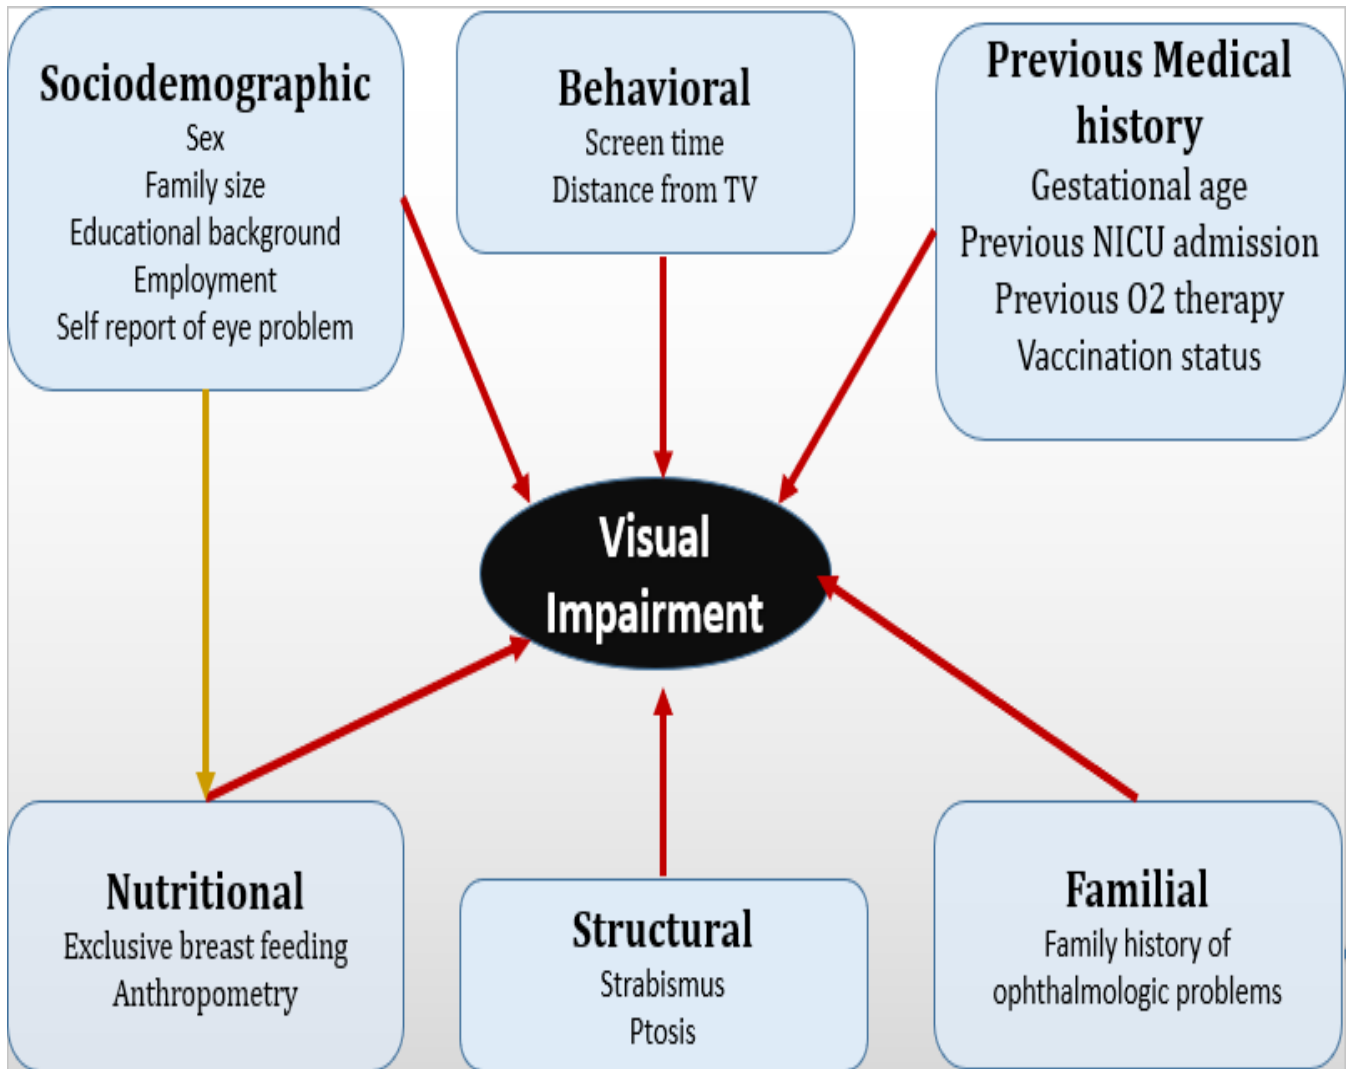 Sociodemographic
Sex
Family size
Educational background
Employment
Self report of eye problem
Behavioral
Screen time
Distance from TV
Previous Medical
history
Gestational age
Previous NICU admission
Previous O2 therapy
Vaccination status
Visual
Impairment
Nutritional
Exclusive breast feeding
Anthropometry
Structural
Strabismus
Ptosis
Familial
Family history of
ophthalmologic problems